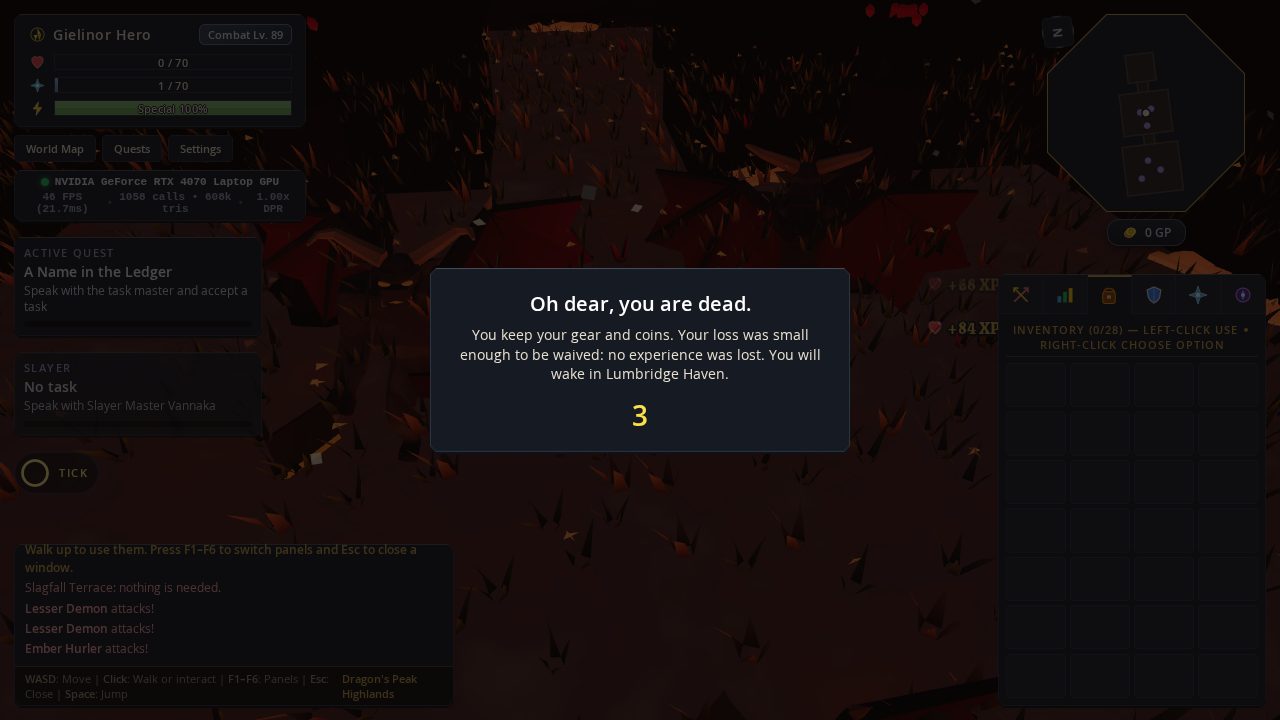 Gielinor Hero
Combat Lv. 89
0 / 70
1 / 70
Special 100%
World Map
Quests
Settings
NVIDIA GeForce RTX 4070 Laptop GPU
46 FPS (21.7ms) • 1058 calls • 608k tris • 1.00x DPR
ACTIVE QUEST
A Name in the Ledger
Speak with the task master and accept a
task
SLAYER
No task
Speak with Slayer Master Vannaka
TICK
N
0 GP
+84 XP
Oh dear, you are dead.
You keep your gear and coins. Your loss was small
enough to be waived: no experience was lost. You will
wake in Lumbridge Haven.
3
INVENTORY (0/28) — LEFT-CLICK USE •
RIGHT-CLICK CHOOSE OPTION
Walk up to use them. Press F1–F6 to switch panels and Esc to close a
window.
Slagfall Terrace: nothing is needed.
Lesser Demon attacks!
Lesser Demon attacks!
Ember Hurler attacks!
WASD: Move | Click: Walk or interact | F1–F6: Panels | Esc:
Close | Space: Jump
Dragon's Peak
Highlands